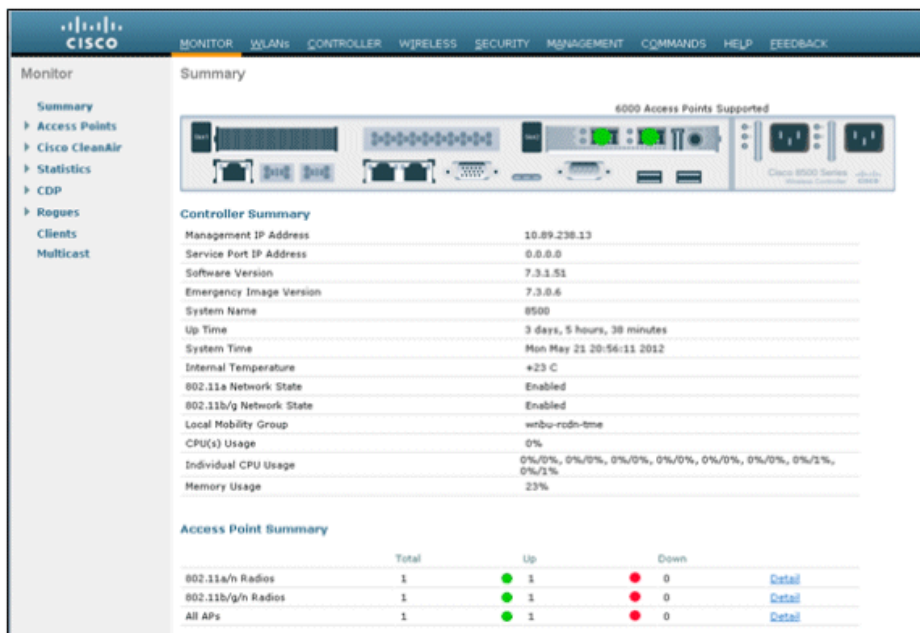 CISCO
MONITOR WLANs CONTROLLER WIRELESS SECURITY MANAGEMENT COMMANDS HELP FEEDBACK
Monitor
Summary
Access Points
Cisco CleanAir
Statistics
CDP
Rogues
Clients
Multicast
Summary
6000 Access Points Supported
Cisco 8500 Series
Wireless Controller
CISCO
Controller Summary
Management IP Address 10.89.238.13
Service Port IP Address 0.0.0.0
Software Version 7.3.1.51
Emergency Image Version 7.3.0.6
System Name 8500
Up Time 3 days, 5 hours, 38 minutes
System Time Mon May 21 20:56:11 2012
Internal Temperature +23 C
802.11a Network State Enabled
802.11b/g Network State Enabled
Local Mobility Group wnbu-rcdn-tme
CPU(s) Usage 0%
Individual CPU Usage 0%/0%, 0%/0%, 0%/0%, 0%/0%, 0%/0%, 0%/0%, 0%/1%,
0%/1%
Memory Usage 23%
Access Point Summary
Total Up Down
802.11a/n Radios 1 1 0 Detail
802.11b/g/n Radios 1 1 0 Detail
All APs 1 1 0 Detail